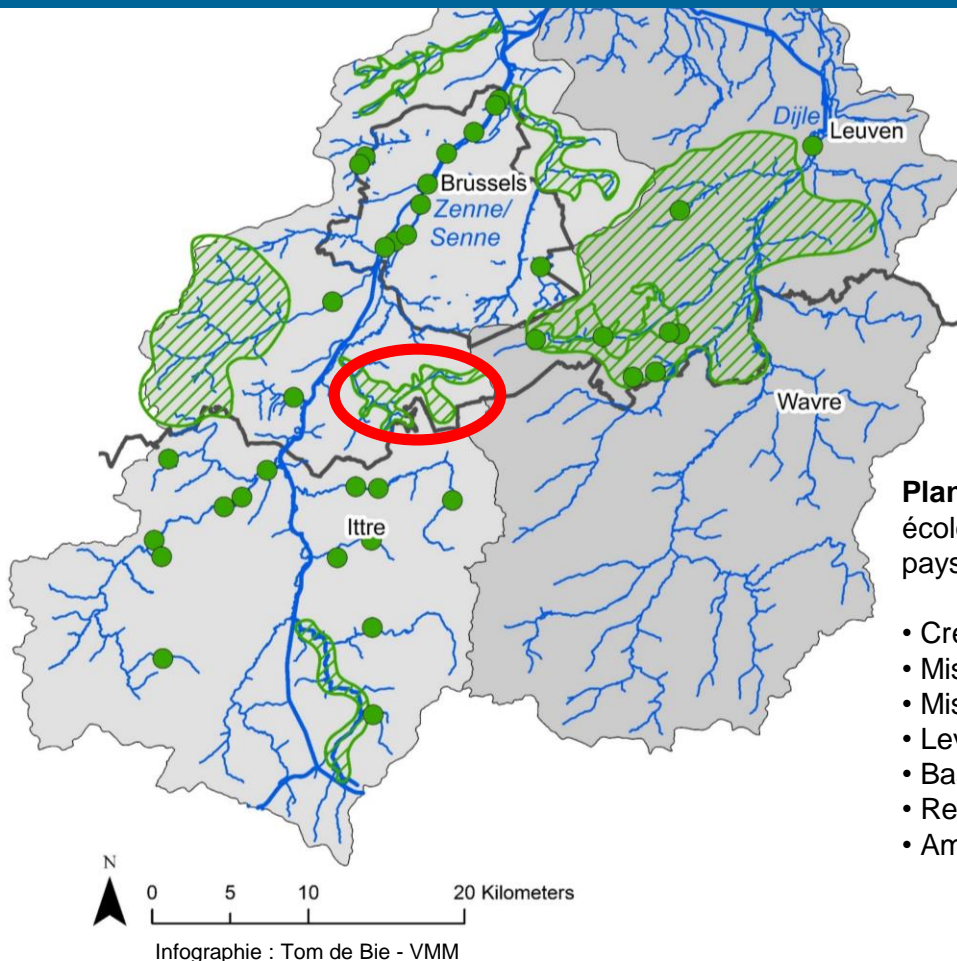 Dijle
Leuven
Brussels
Zenne/
Senne
Wavre
Ittre
Plan
écol
pays
• Cré
• Mis
• Mis
• Lev
• Ba
• Re
• Am
N
0 5 10 20 Kilometers
Infographie : Tom de Bie - VMM